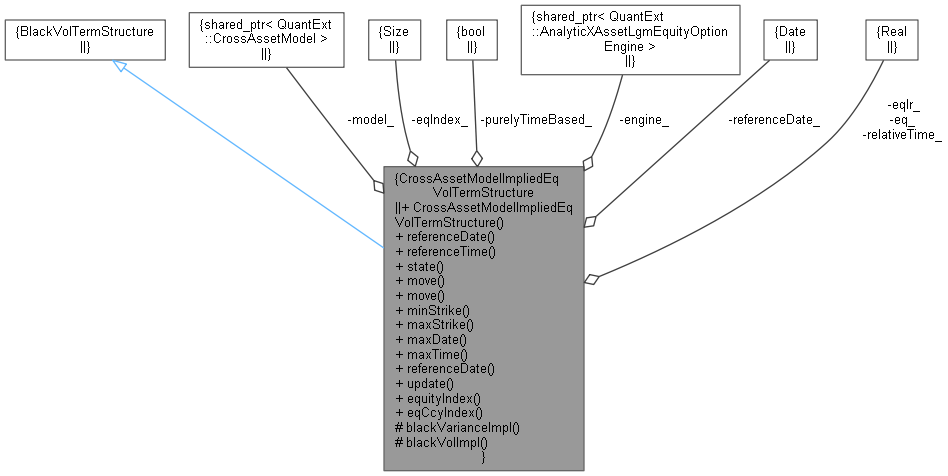 {BlackVolTermStructure
||}
{shared_ptr< QuantExt
::CrossAssetModel >
||}
{Size
||}
{bool
||}
{shared_ptr< QuantExt
::AnalyticXAssetLgmEquityOption
Engine >
||}
{Date
||}
{Real
||}
-model_
-eqIndex_
-purelyTimeBased_
-engine_
-referenceDate_
-eqIr_
-eq_
-relativeTime_
{CrossAssetModelImpliedEq
VolTermStructure
||+ CrossAssetModelImpliedEq
VolTermStructure()
+ referenceDate()
+ referenceTime()
+ state()
+ move()
+ move()
+ minStrike()
+ maxStrike()
+ maxDate()
+ maxTime()
+ referenceDate()
+ update()
+ equityIndex()
+ eqCcyIndex()
# blackVarianceImpl()
# blackVolImpl()
}